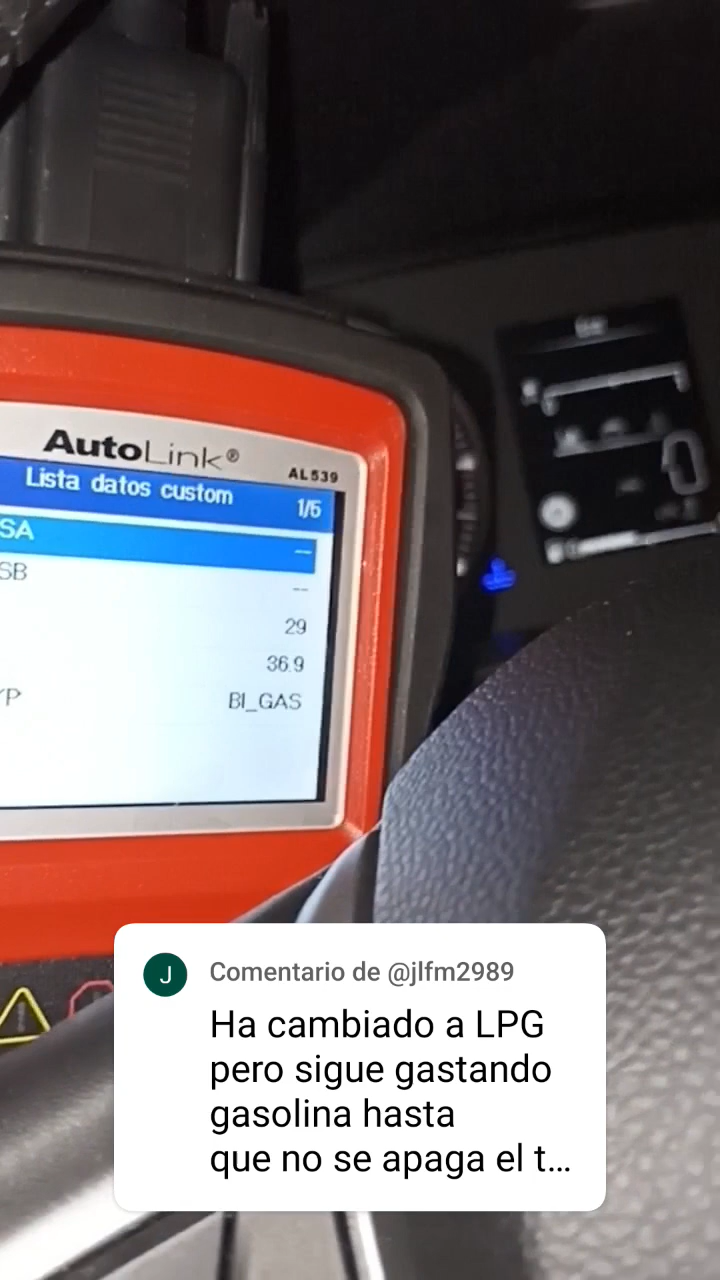 AutoLink®
AL539
Lista datos custom 1/5
SA --
SB --
29
36.9
YP BI_GAS
J
Comentario de @jlfm2989
Ha cambiado a LPG
pero sigue gastando
gasolina hasta
que no se apaga el t...